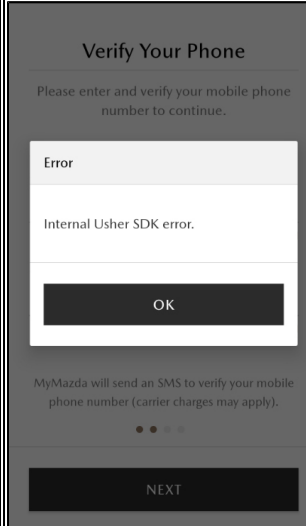 Verify Your Phone
Please enter and verify your mobile phone
number to continue.
Error
Internal Usher SDK error.
OK
MyMazda will send an SMS to verify your mobile
phone number (carrier charges may apply).
NEXT